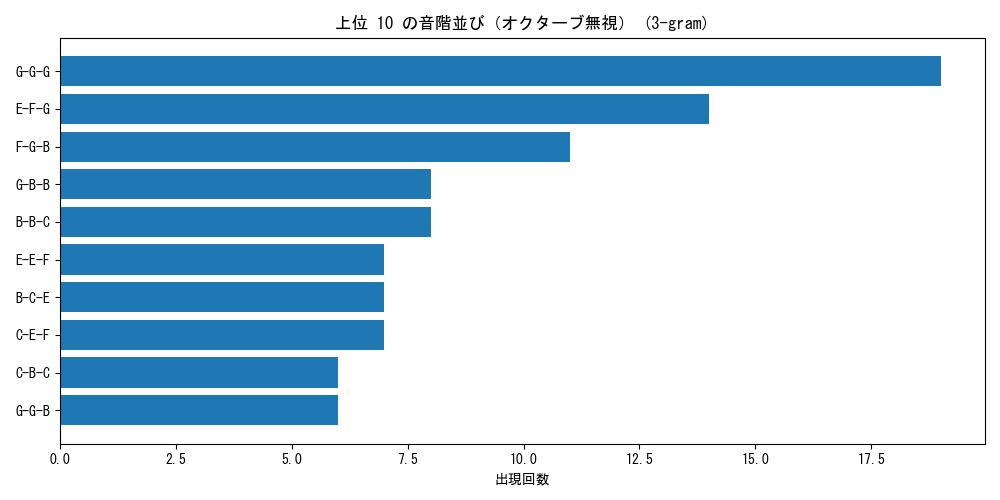 上位 10 の音階並び（オクターブ無視） (3-gram)
G-G-G
E-F-G
F-G-B
G-B-B
B-B-C
E-E-F
B-C-E
C-E-F
C-B-C
G-G-B
0.0 2.5 5.0 7.5 10.0 12.5 15.0 17.5
出現回数